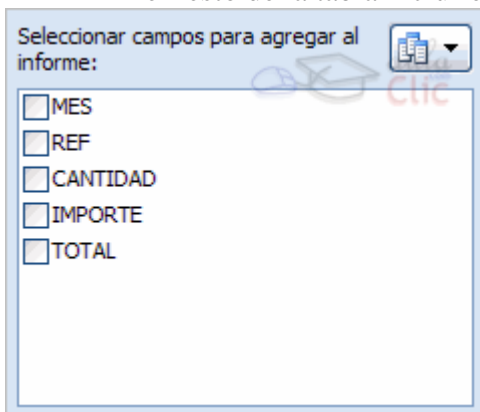 Seleccionar campos para agregar al
informe:
Clic
MES
REF
CANTIDAD
IMPORTE
TOTAL